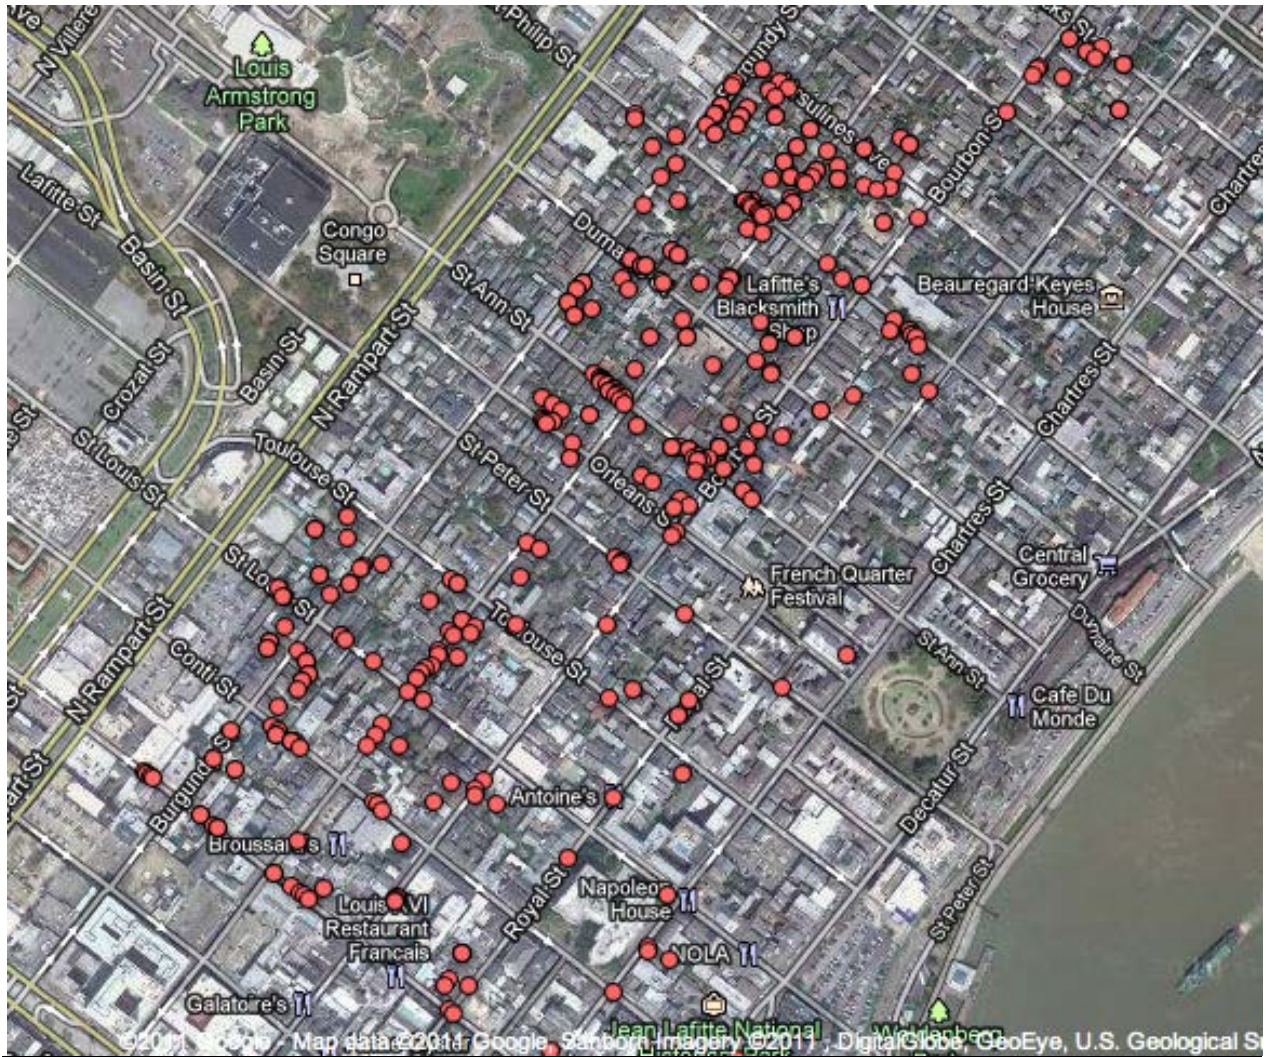 N Villere
Philip St
Louis
Armstrong
Park
Lafitte St
Basin St
Congo
Square
St Ann St
Ursulines Ave
Bourbon St
Chartres
Lafitte's
Blacksmith
Shop
Beauregard-Keyes
House
Crozat St
Basin St
N Rampart St
St Louis St
Toulouse St
St Peter St
Orleans St
Chartres St
Chartres St
Central
Grocery
French Quarter
Festival
Dumaine St
St Ann St
Cafe Du
Monde
N Rampart St
Conti St
Toulouse St
Decatur St
Burgundy S
Antoine's
Broussard's
Royal St
Napoleon
House
St Peter St
Louis XVI
Restaurant
Francais
NOLA
Galatoire's
Jean Lafitte National
©2011 Google - Map data ©2011 Google, Sanborn, Imagery ©2011, DigitalGlobe, GeoEye, U.S. Geological S